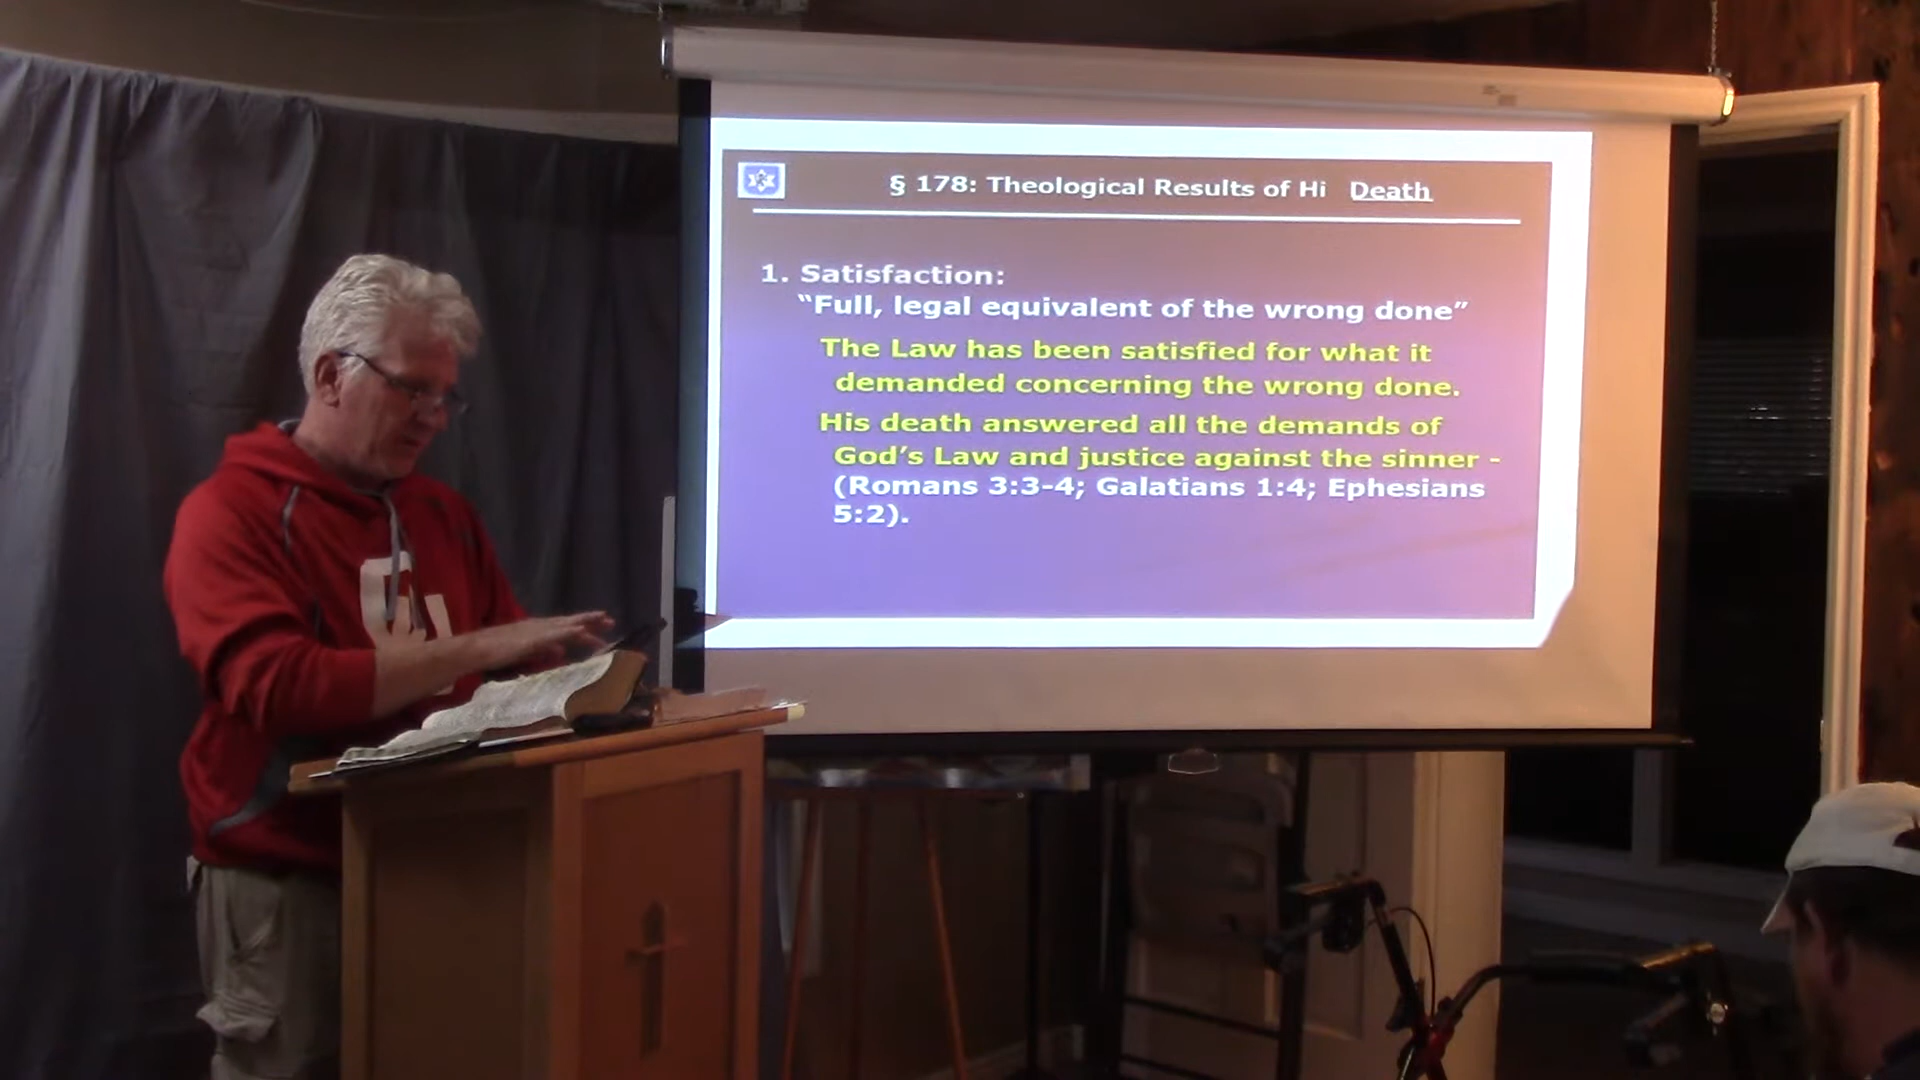 § 178: Theological Results of Hi Death
1. Satisfaction:
“Full, legal equivalent of the wrong done”
The Law has been satisfied for what it
demanded concerning the wrong done.
His death answered all the demands of
God’s Law and justice against the sinner -
(Romans 3:3-4; Galatians 1:4; Ephesians
5:2).